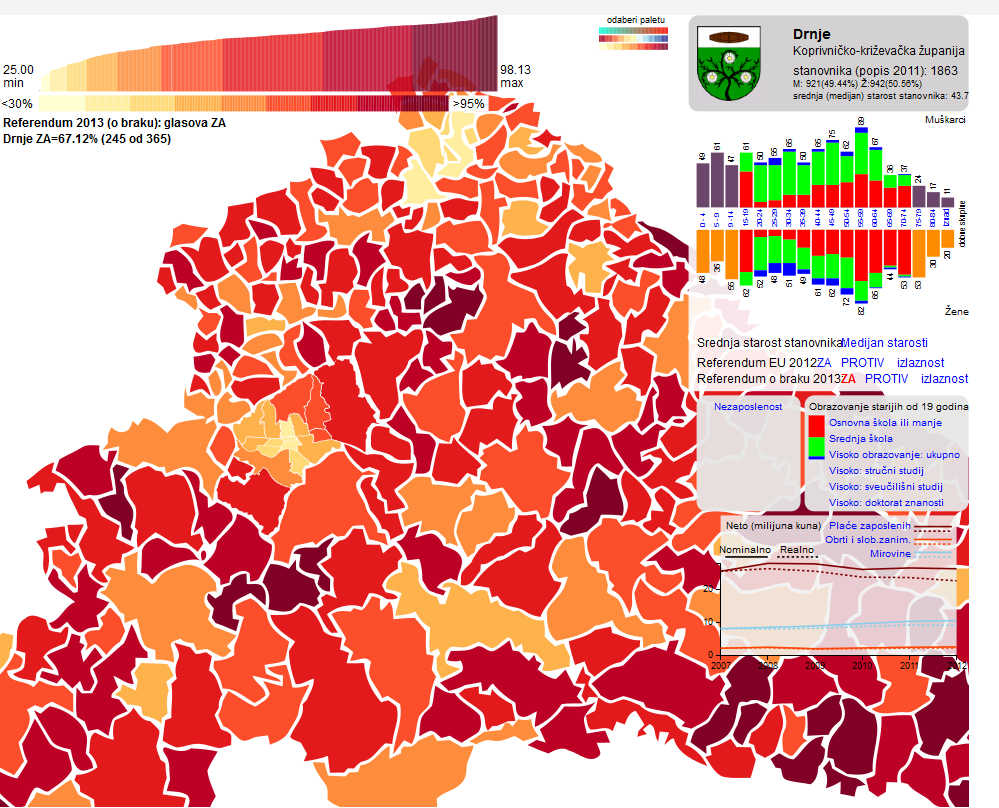 odaberi paletu
25.00
min
98.13
max
<30%
>95%
Referendum 2013 (o braku): glasova ZA
Drnje ZA=67.12% (245 od 365)
Drnje
Koprivničko-križevačka županija
stanovnika (popis 2011): 1863
M: 921(49.44%) Ž:942(50.56%)
srednja (medijan) starost stanovnika: 43.7
Muškarci
49 61 47 61 50 55 65 50 65 75 62 89 67 36 37 24 17 11
0 - 4 5 - 9 9 -14 15-19 20-24 25-29 30-34 35-39 40-44 45-49 50-54 55-59 60-64 65-69 70-74 75-79 80-84 Iznad
dobne skupine
48 35 55 62 52 48 51 49 61 62 72 82 65 44 53 53 30 20
Žene
Srednja starost stanovnika Medijan starosti
Referendum EU 2012 ZA PROTIV izlaznost
Referendum o braku 2013 ZA PROTIV izlaznost
Nezaposlenost
Obrazovanje starijih od 19 godina
Osnovna škola ili manje
Srednja škola
Visoko obrazovanje: ukupno
Visoko: stručni studij
Visoko: sveučilišni studij
Visoko: doktorat znanosti
Neto (milijuna kuna) Plaće zaposlenih
Obrti i slob.zanim.
Nominalno Realno Mirovine
20
10
0
2007 2008 2009 2010 2011 2012